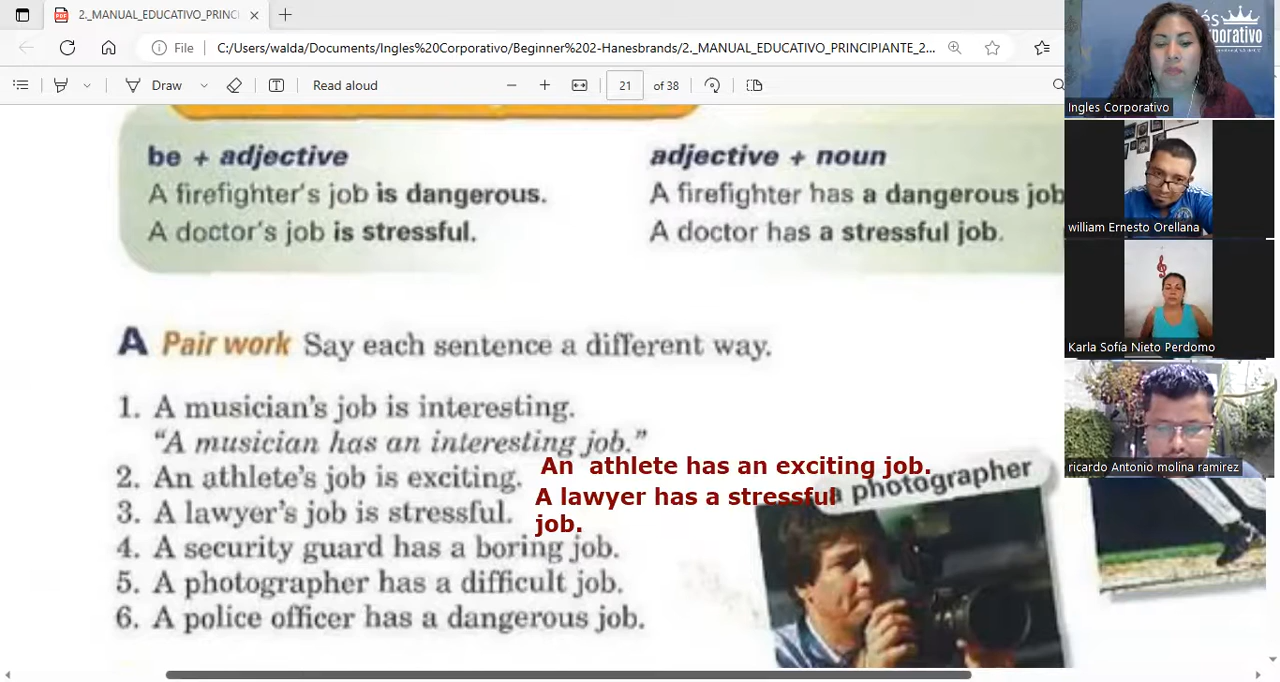 2._MANUAL_EDUCATIVO_PRINCI
File C:/Users/walda/Documents/Ingles%20Corporativo/Beginner%202-Hanesbrands/2._MANUAL_EDUCATIVO_PRINCIPIANTE_2...
Draw
Read aloud
21 of 38
be + adjective
A firefighter's job is dangerous.
A doctor's job is stressful.
adjective + noun
A firefighter has a dangerous job
A doctor has a stressful job.
A Pair work Say each sentence a different way.
1. A musician's job is interesting.
"A musician has an interesting job."
2. An athlete's job is exciting.
An athlete has an exciting job.
3. A lawyer's job is stressful.
A lawyer has a stressful
job.
4. A security guard has a boring job.
5. A photographer has a difficult job.
6. A police officer has a dangerous job.
a photographer
Ingles Corporativo
william Ernesto Orellana
Karla Sofía Nieto Perdomo
ricardo Antonio molina ramirez